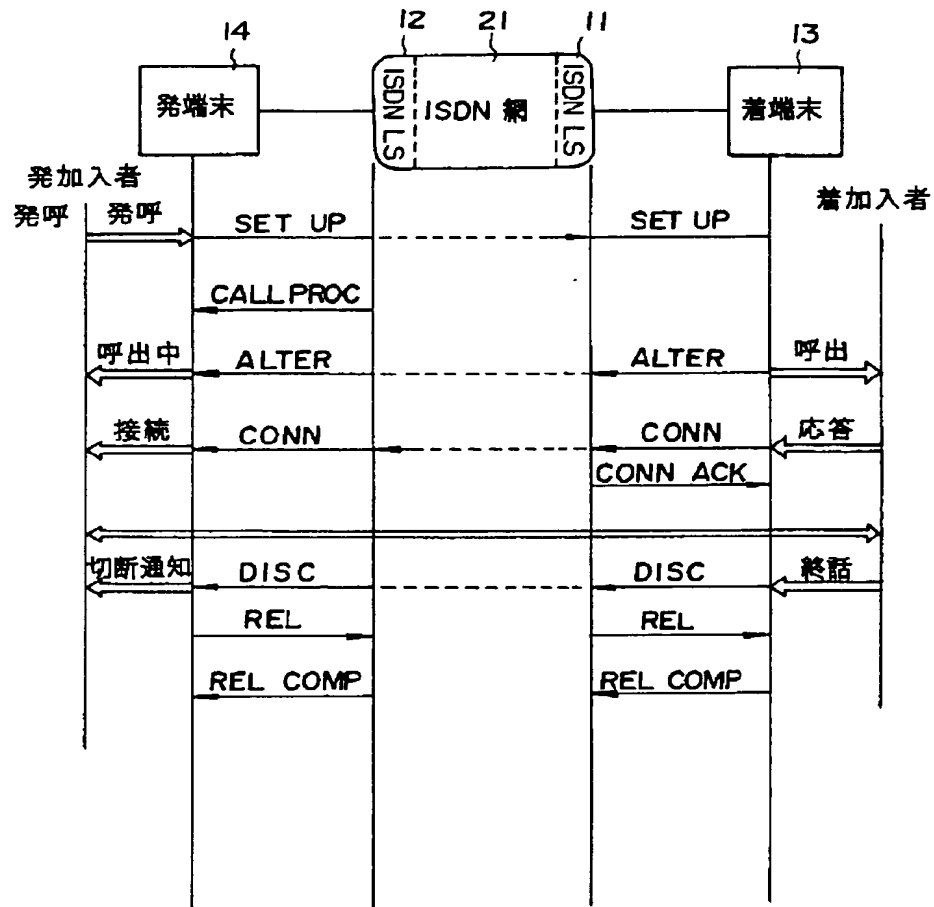 12 21 11
14 13
発端末 ISDN LS ISDN 網 ISDN LS 着端末
発加入者 着加入者
発呼 発呼 SET UP SET UP
CALL PROC
呼出中 ALTER ALTER 呼出
接続 CONN CONN 応答
CONN ACK
切断通知 DISC DISC 終話
REL REL
REL COMP REL COMP